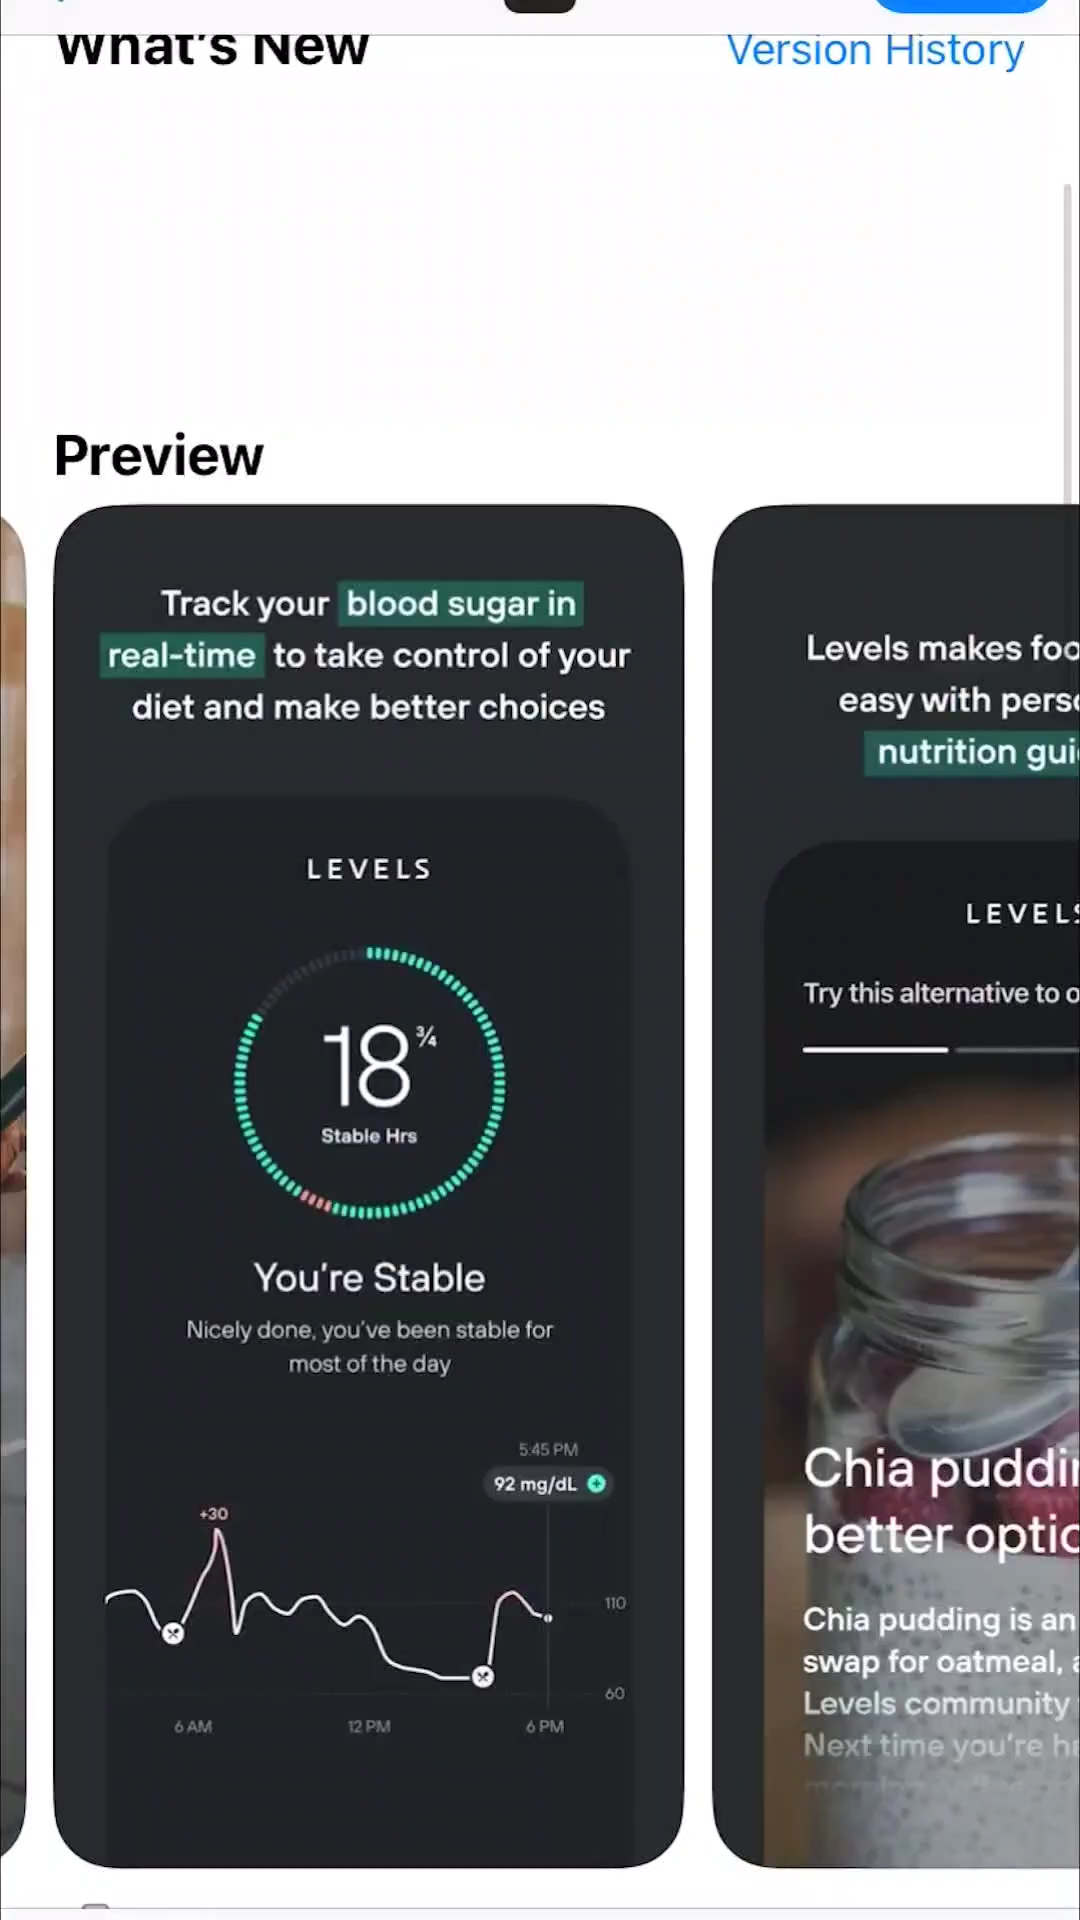 What's New
Version History
Preview
Track your blood sugar in
real-time to take control of your
diet and make better choices
LEVELS
18 ¾
Stable Hrs
You're Stable
Nicely done, you've been stable for
most of the day
5:45 PM
92 mg/dL
+30
110
60
6 AM
12 PM
6 PM
Levels makes foo
easy with pers
nutrition gui
LEVELS
Try this alternative to o
Chia puddi
better optio
Chia pudding is an
swap for oatmeal, a
Levels community
Next time you're ha